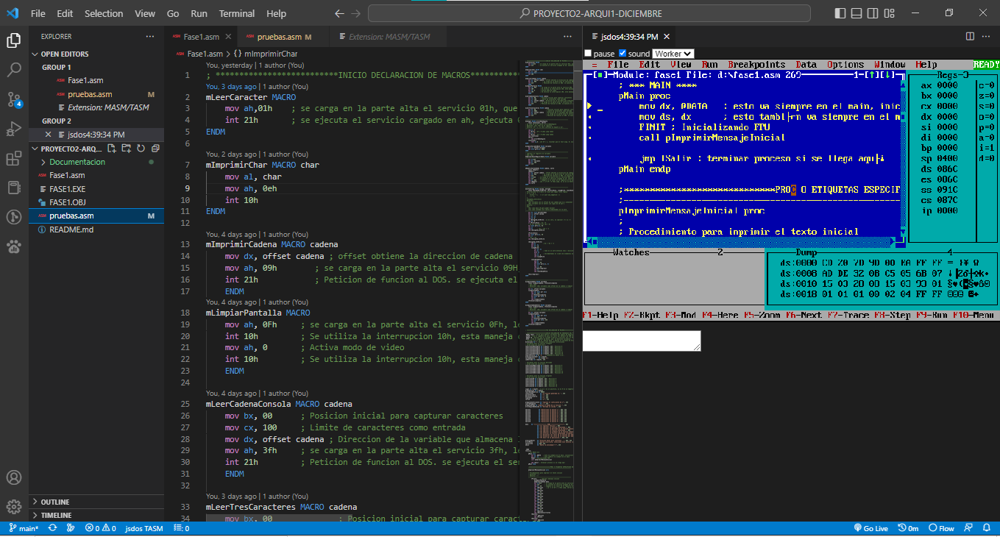 File Edit Selection View Go Run Terminal Help
PROYECTO2-ARQUI1-DICIEMBRE
EXPLORER
OPEN EDITORS
GROUP 1
ASM Fase1.asm
ASM pruebas.asm M
Extension: MASM/TASM
GROUP 2
jsdos4:39:34 PM
PROYECTO2-ARQ...
Documentacion
ASM Fase1.asm
FASE1.EXE
FASE1.OBJ
ASM pruebas.asm M
README.md
OUTLINE
TIMELINE
4
ASM Fase1.asm
ASM pruebas.asm M
Extension: MASM/TASM
ASM Fase1.asm > {} mImprimirChar
You, yesterday | 1 author (You)
1 ; **************************INICIO DECLARACION DE MACROS***********
You, 3 days ago | 1 author (You)
2 mLeerCaracter MACRO
3 mov ah,01h ; se carga en la parte alta el servicio 01h, que
4 int 21h ; se ejecuta el servicio cargado en ah, ejecuta
5 ENDM
6
You, 2 days ago | 1 author (You)
7 mImprimirChar MACRO char
8 mov al, char
9 mov ah, 0eh
10 int 10h
11 ENDM
12
You, 4 days ago | 1 author (You)
13 mImprimirCadena MACRO cadena
14 mov dx, offset cadena ; offset obtiene la direccion de cadena
15 mov ah, 09h ; se carga en la parte alta el servicio 09H
16 int 21h ; Peticion de funcion al DOS. se ejecuta el
17 ENDM
You, 4 days ago | 1 author (You)
18 mLimpiarPantalla MACRO
19 mov ah, 0Fh ; se carga en la parte alta el servicio 0Fh,
20 int 10h ; Se utiliza la interrupcion 10h, esta maneja
21 mov ah, 0 ; Activa modo de video
22 int 10h ; Se utiliza la interrupcion 10h, esta maneja
23 ENDM
24
You, 4 days ago | 1 author (You)
25 mLeerCadenaConsola MACRO cadena
26 mov bx, 00 ; Posicion inicial para capturar caracteres
27 mov cx, 100 ; Limite de caracteres como entrada
28 mov dx, offset cadena ; Direccion de la variable que almacena
29 mov ah, 3fh ; se carga en la parte alta el servicio 3fh,
30 int 21h ; Peticion de funcion al DOS. se ejecuta el
31 ENDM
32
You, 3 days ago | 1 author (You)
33 mLeerTresCaracteres MACRO cadena
34 mov bx, 00 ; Posicion inicial para capturar
jsdos4:39:34 PM
pause sound Worker
≡ File Edit View Run Breakpoints Data Options Window Help READY
[■]=Module: fase1 File: d:\fase1.asm 269 1=[↑][↓]
; *** MAIN ****
pMain proc
mov dx, @DATA ; esto va siempre en el main,
mov ds, dx ; esto va siempre en el m
FINIT ; Inicializando FPU
call pImprimirMensajeInicial
jmp lSalir ; terminar proceso si se llega
pMain endp
;*****************************PROC O ETIQUETAS ESPECIF
pImprimirMensajeInicial proc
;
; Procedimiento para inprimir el texto inicial
Regs 3
ax 0000 c=0
bx 0000 z=0
cx 0000 s=0
dx 0000 o=0
si 0000 p=0
di 0000 a=0
bp 0000 i=1
sp 0400 d=0
ds 086C
es 086C
ss 091C
cs 087C
ip 0000
Watches 2
Dump 4
ds:0000 CD 20 7D 9D 00 EA FF FF
ds:0008 AD DE 32 0B C5 05 6B 07
ds:0010 15 03 28 00 15 03 93 01
ds:0018 01 01 01 00 02 04 FF FF
F1-Help F2-Bkpt F3-Mod F4-Here F5-Zoom F6-Next F7-Trace F8-Step F9-Run F10-Menu
main* 0 0 jsdos TASM : 0 Go Live 0m Flow